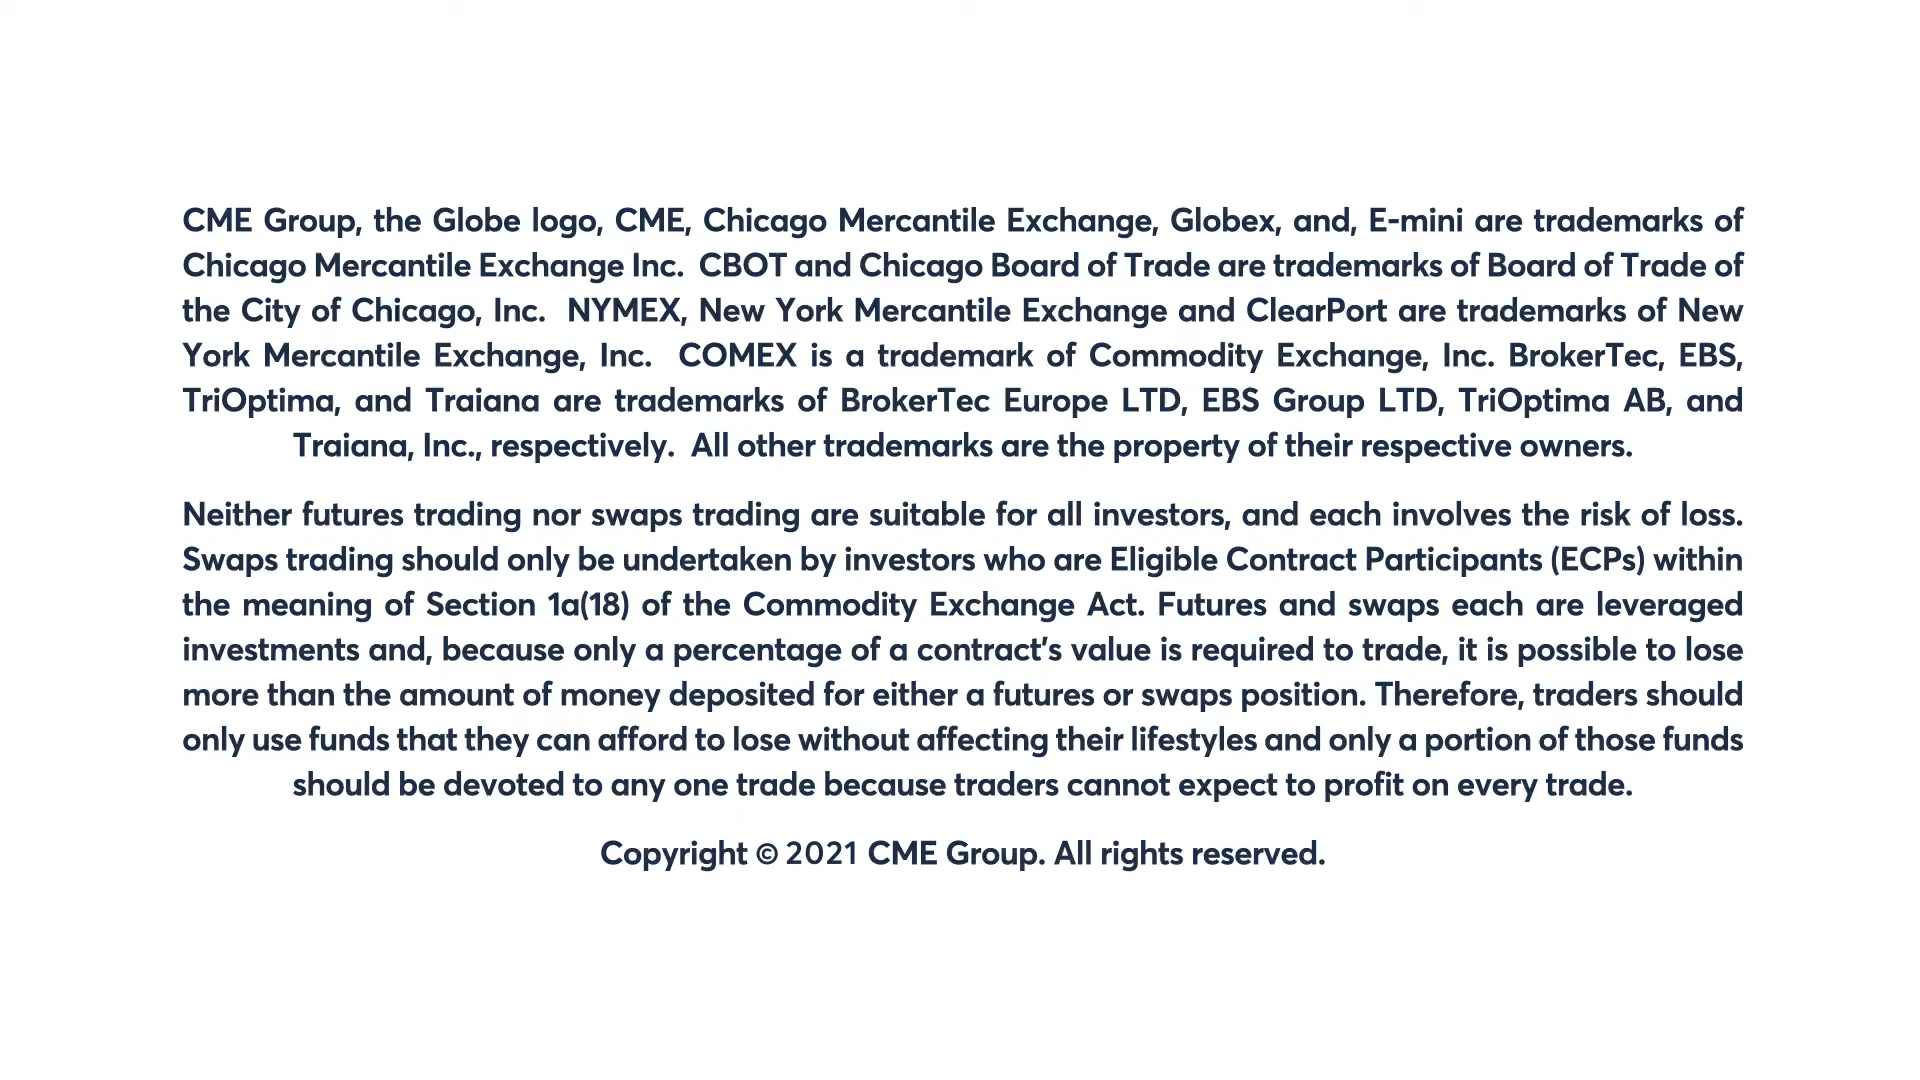 CME Group, the Globe logo, CME, Chicago Mercantile Exchange, Globex, and, E-mini are trademarks of
Chicago Mercantile Exchange Inc.  CBOT and Chicago Board of Trade are trademarks of Board of Trade of
the City of Chicago, Inc.  NYMEX, New York Mercantile Exchange and ClearPort are trademarks of New
York Mercantile Exchange, Inc.  COMEX is a trademark of Commodity Exchange, Inc. BrokerTec, EBS,
TriOptima, and Traiana are trademarks of BrokerTec Europe LTD, EBS Group LTD, TriOptima AB, and
Traiana, Inc., respectively.  All other trademarks are the property of their respective owners.
Neither futures trading nor swaps trading are suitable for all investors, and each involves the risk of loss.
Swaps trading should only be undertaken by investors who are Eligible Contract Participants (ECPs) within
the meaning of Section 1a(18) of the Commodity Exchange Act. Futures and swaps each are leveraged
investments and, because only a percentage of a contract's value is required to trade, it is possible to lose
more than the amount of money deposited for either a futures or swaps position. Therefore, traders should
only use funds that they can afford to lose without affecting their lifestyles and only a portion of those funds
should be devoted to any one trade because traders cannot expect to profit on every trade.
Copyright © 2021 CME Group. All rights reserved.